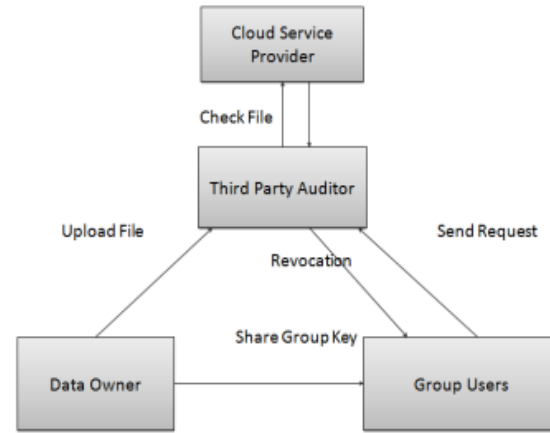 Cloud Service
Provider
Check File
Third Party Auditor
Upload File
Send Request
Revocation
Share Group Key
Data Owner
Group Users